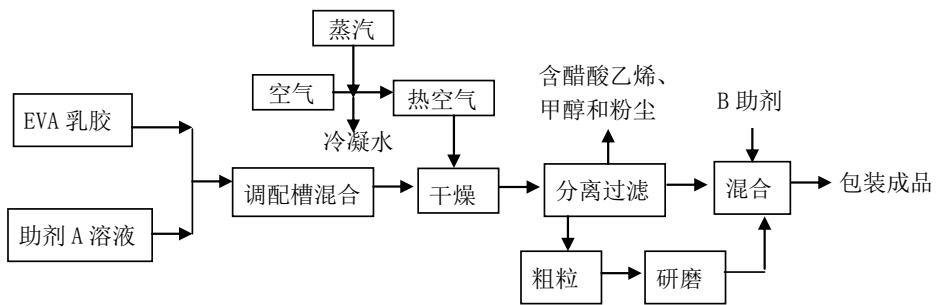 蒸汽
空气
热空气
冷凝水
EVA 乳胶
助剂 A 溶液
调配槽混合
干燥
含醋酸乙烯、
甲醇和粉尘
分离过滤
B 助剂
混合
包装成品
粗粒
研磨